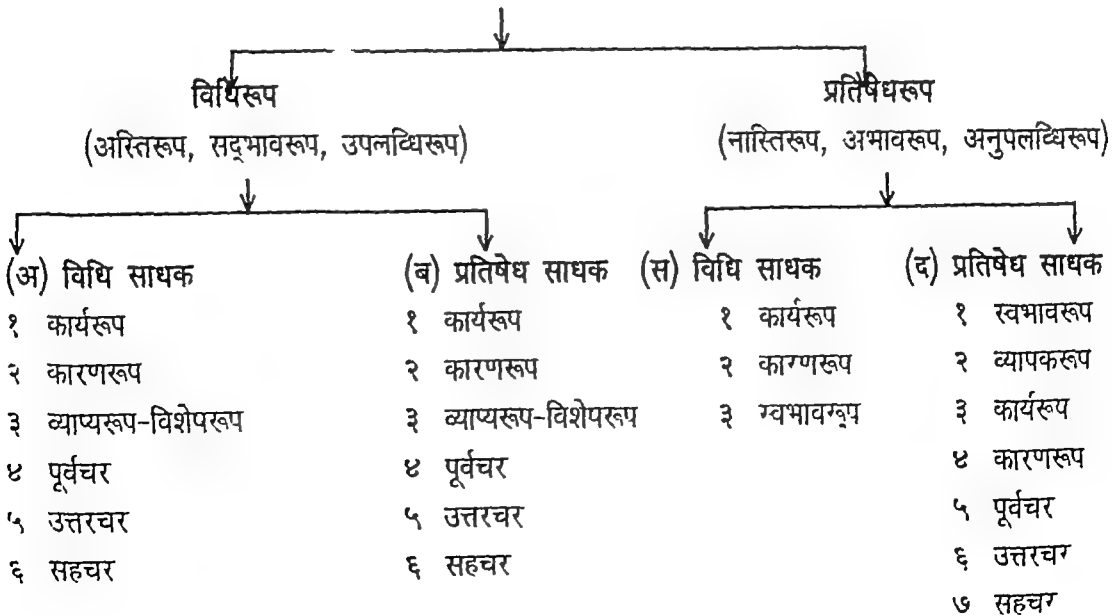 विधिरूप
(अस्तिरूप, सद्भावरूप, उपलब्धिरूप)
प्रतिषेधरूप
(नास्तिरूप, अभावरूप, अनुपलब्धिरूप)
(अ) विधि साधक
१ कार्यरूप
२ कारणरूप
३ व्याप्यरूप-विशेषरूप
४ पूर्वचर
५ उत्तरचर
६ सहचर
(ब) प्रतिषेध साधक
१ कार्यरूप
२ कारणरूप
३ व्याप्यरूप-विशेषरूप
४ पूर्वचर
५ उत्तरचर
६ सहचर
(स) विधि साधक
१ कार्यरूप
२ कारणरूप
३ स्वभावरूप
(द) प्रतिषेध साधक
१ स्वभावरूप
२ व्यापकरूप
३ कार्यरूप
४ कारणरूप
५ पूर्वचर
६ उत्तरचर
७ सहचर